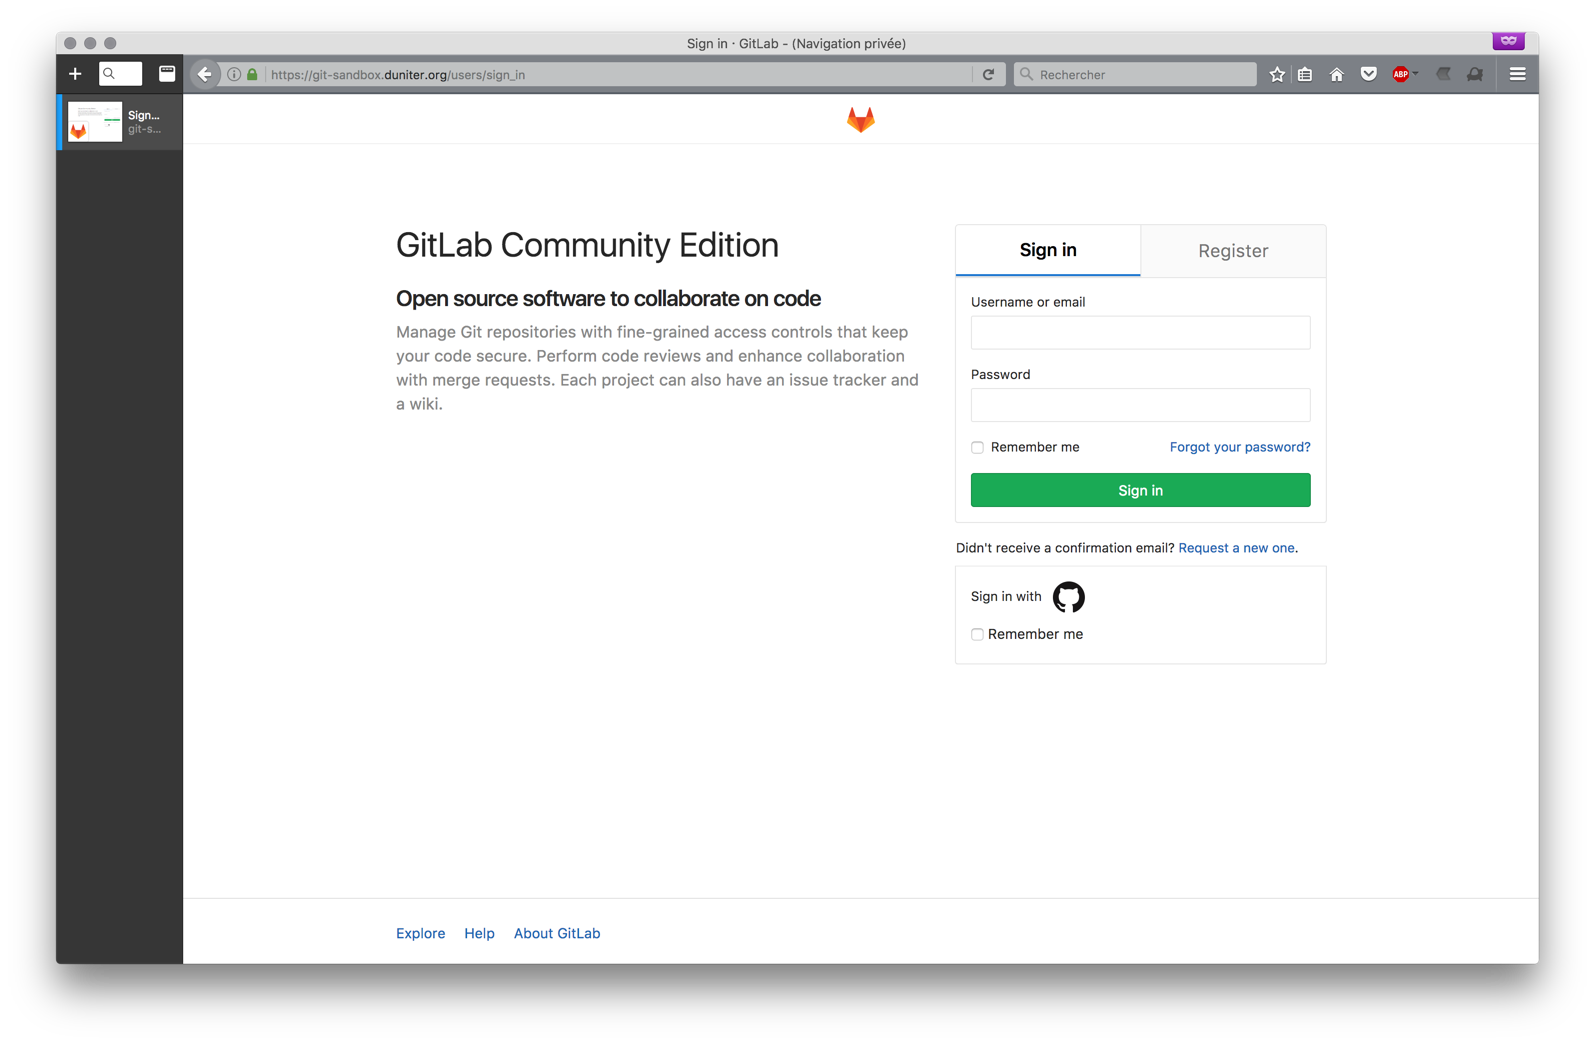 Sign in · GitLab - (Navigation privée)
https://git-sandbox.duniter.org/users/sign_in
Rechercher
ABP
Sign...
git-s...
GitLab Community Edition
Open source software to collaborate on code
Manage Git repositories with fine-grained access controls that keep
your code secure. Perform code reviews and enhance collaboration
with merge requests. Each project can also have an issue tracker and
a wiki.
Sign in
Register
Username or email
Password
Remember me
Forgot your password?
Sign in
Didn't receive a confirmation email? Request a new one.
Sign in with
Remember me
Explore
Help
About GitLab